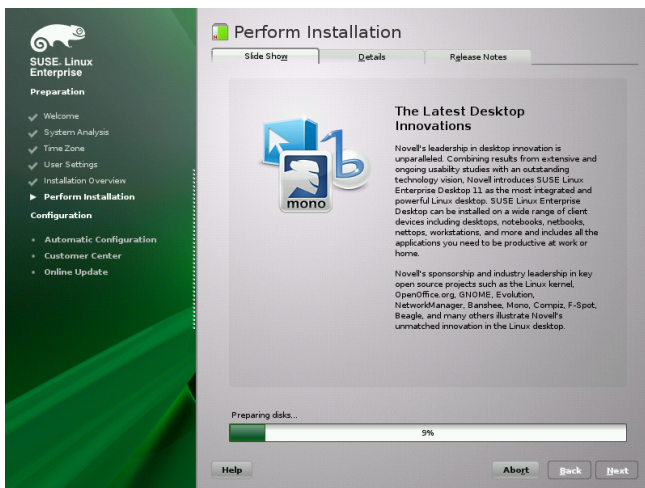 SUSE. Linux
Enterprise
Preparation
Welcome
System Analysis
Time Zone
User Settings
Installation Overview
Perform Installation
Configuration
Automatic Configuration
Customer Center
Online Update
Perform Installation
Slide Show
Details
Release Notes
mono
The Latest Desktop
Innovations
Novell's leadership in desktop innovation is
unparalleled. Combining results from extensive and
ongoing usability studies with an outstanding
technology vision, Novell introduces SUSE Linux
Enterprise Desktop 11 as the most integrated and
powerful Linux desktop. SUSE Linux Enterprise
Desktop can be installed on a wide range of client
devices including desktops, notebooks, netbooks,
nettops, workstations, and more and includes all the
applications you need to be productive at work or
home.
Novell's sponsorship and industry leadership in key
open source projects such as the Linux kernel,
OpenOffice.org, GNOME, Evolution,
NetworkManager, Banshee, Mono, Compiz, F-Spot,
Beagle, and many others illustrate Novell's
unmatched innovation in the Linux desktop.
Preparing disks...
9%
Help
Abort
Back
Next